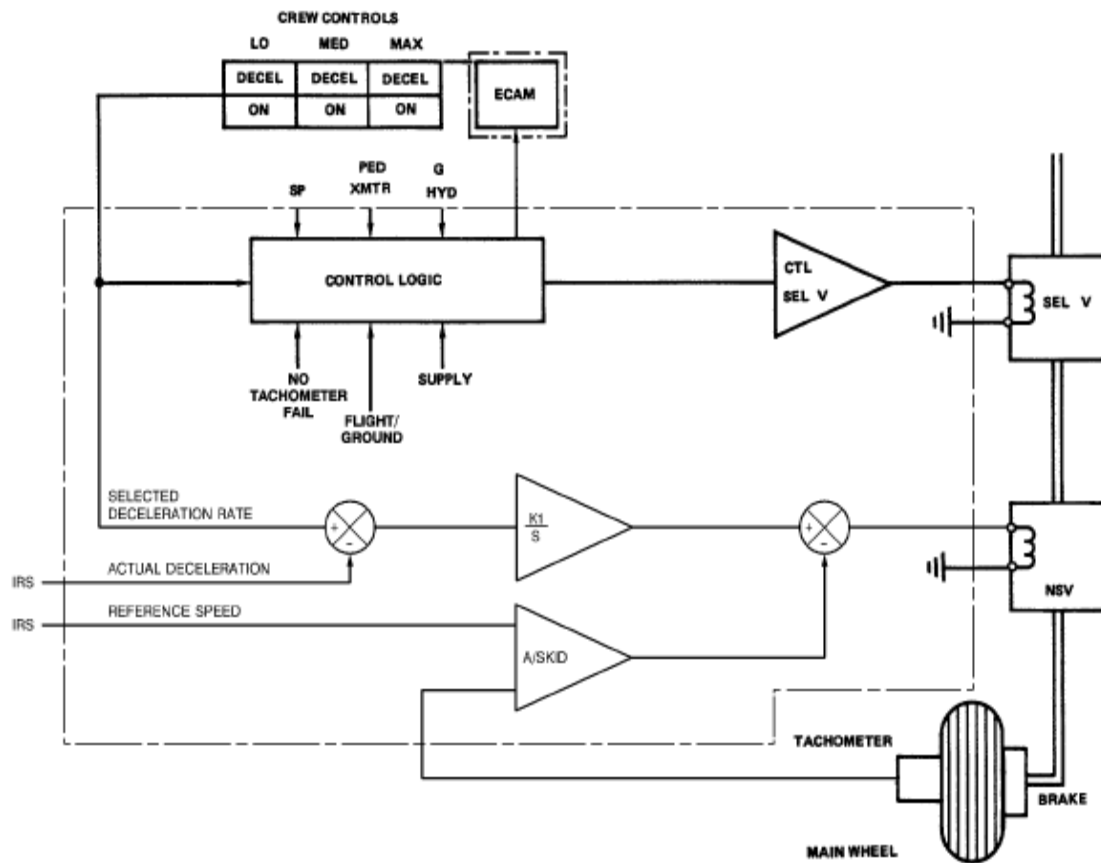 CREW CONTROLS
LO MED MAX
DECEL DECEL DECEL
ON ON ON
ECAM
SP
PED
XMTR
G
HYD
CONTROL LOGIC
CTL
SEL V
SEL V
NO
TACHOMETER
FAIL
FLIGHT/
GROUND
SUPPLY
SELECTED
DECELERATION RATE
+
-
K1
S
+
-
IRS
ACTUAL DECELERATION
NSV
IRS
REFERENCE SPEED
A/SKID
TACHOMETER
BRAKE
MAIN WHEEL